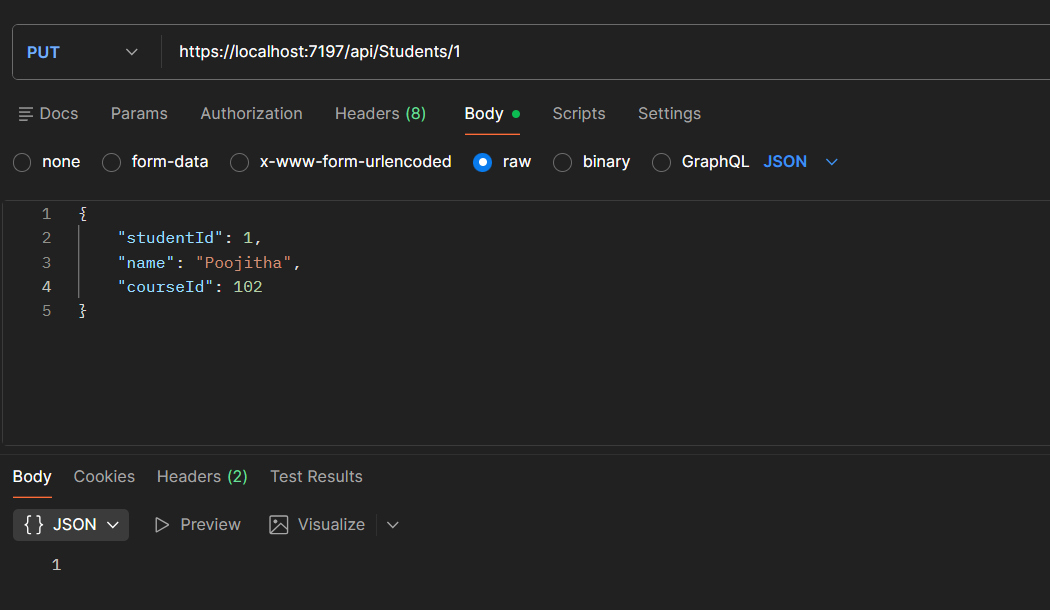 PUT https://localhost:7197/api/Students/1
Docs Params Authorization Headers (8) Body Scripts Settings
none form-data x-www-form-urlencoded raw binary GraphQL JSON
1 {
2 "studentId": 1,
3 "name": "Poojitha",
4 "courseId": 102
5 }
Body Cookies Headers (2) Test Results
{} JSON Preview Visualize
1